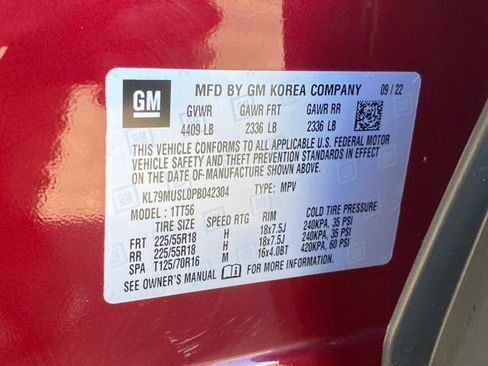 GM
MFD BY GM KOREA COMPANY 09/22
GVWR GAWR FRT GAWR RR
4409 LB 2336 LB 2336 LB
THIS VEHICLE CONFORMS TO ALL APPLICABLE U.S. FEDERAL MOTOR
VEHICLE SAFETY AND THEFT PREVENTION STANDARDS IN EFFECT
ON THE DATE OF MANUFACTURE SHOWN ABOVE.
KL79MUSL0PB042304 TYPE: MPV
MODEL: 1TT56
TIRE SIZE SPEED RTG RIM COLD TIRE PRESSURE
FRT 225/55R18 H 18x7.5J 240KPA, 35 PSI
RR 225/55R18 H 18x7.5J 240KPA, 35 PSI
SPA T125/70R16 M 16x4.0BT 420KPA, 60 PSI
SEE OWNER'S MANUAL FOR MORE INFORMATION.